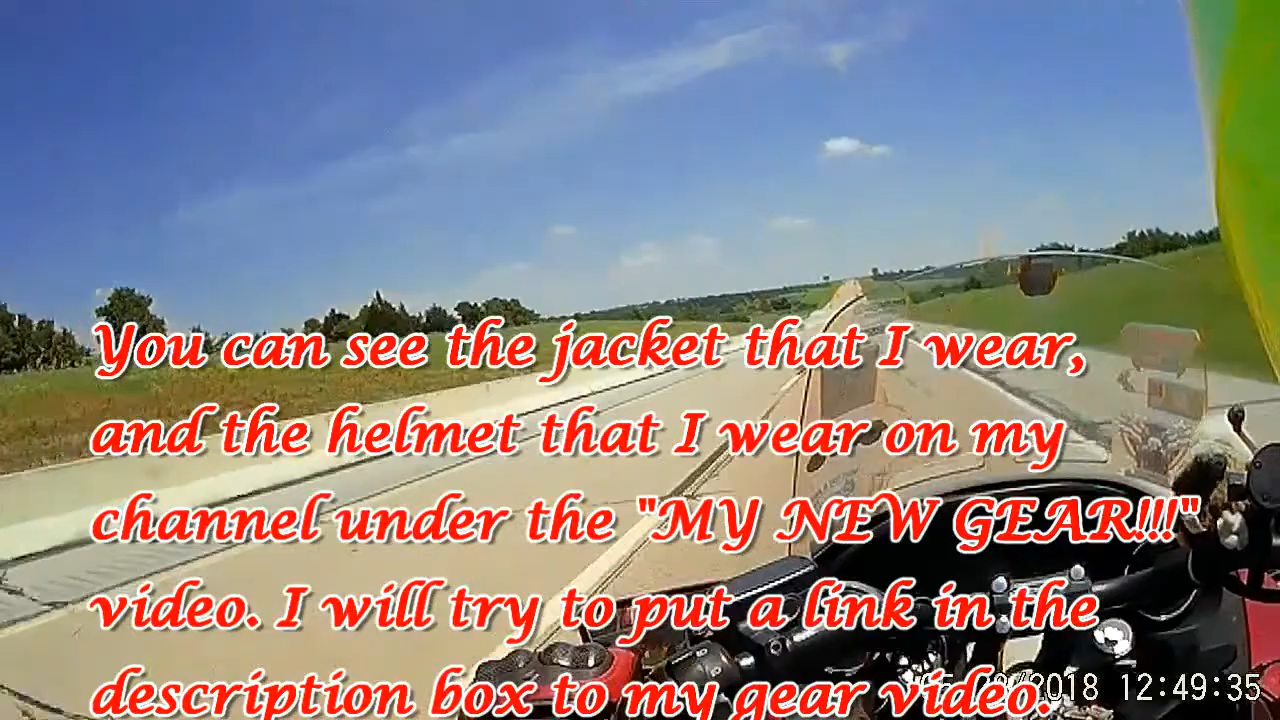 You can see the jacket that I wear,
and the helmet that I wear on my
channel under the "MY NEW GEAR!!!"
video. I will try to put a link in the
description box to my gear video.
2018 12:49:35